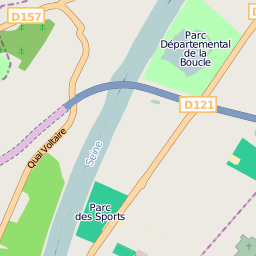 D157
Parc
Départemental
de la
Boucle
D121
Quai Voltaire
Seine
Parc
des Sports